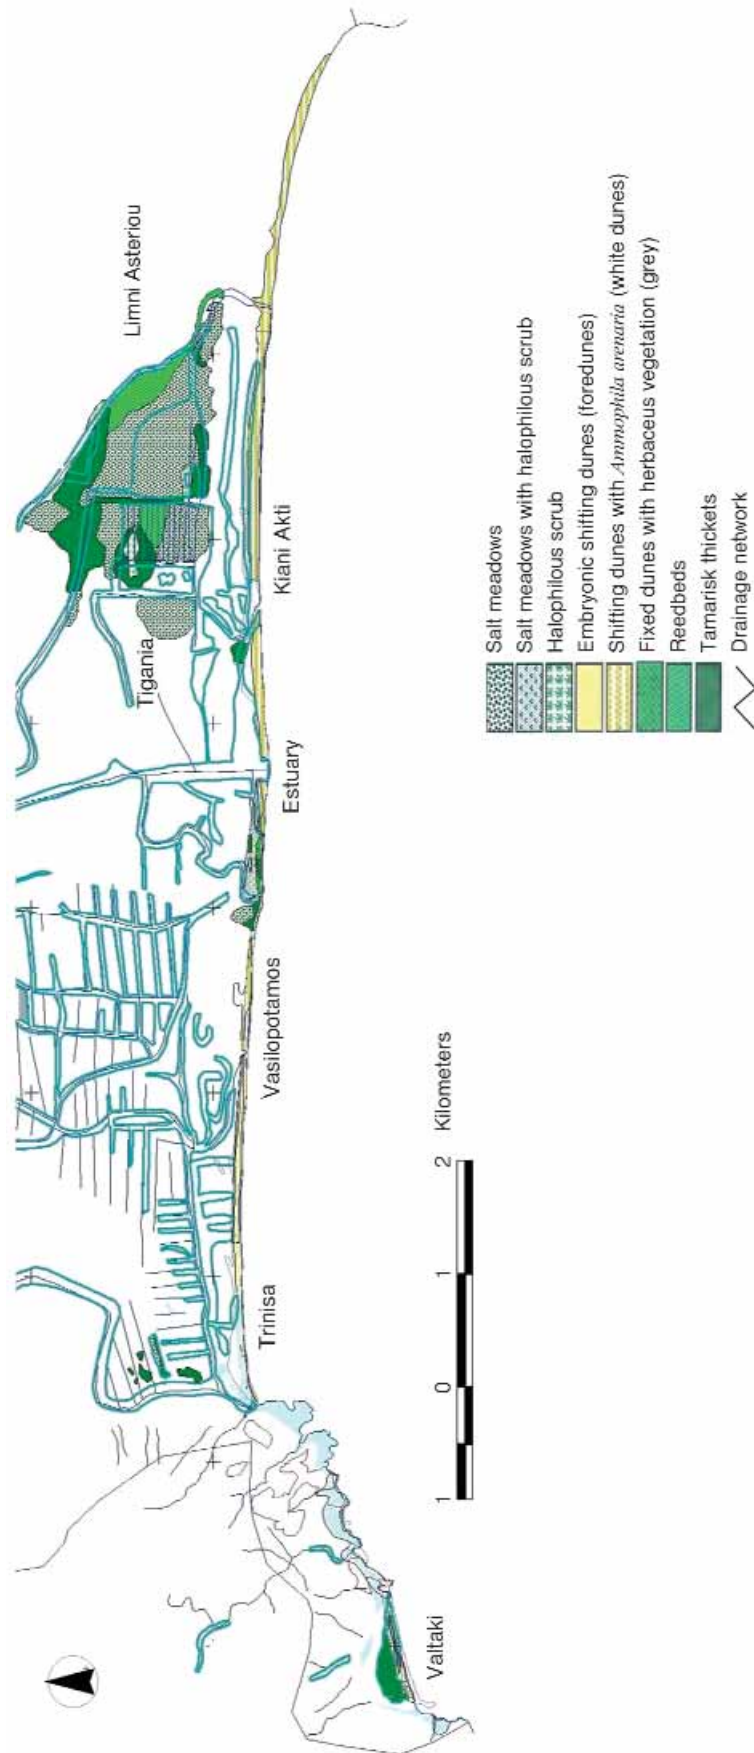 Limni Asteriou
Tigania
Kiani Akti
Estuary
Vasilopotamos
Trinisa
Valtaki
Kilometers
1 0 1 2
Salt meadows
Salt meadows with halophilous scrub
Halophilous scrub
Embryonic shifting dunes (foredunes)
Shifting dunes with Ammophila arenaria (white dunes)
Fixed dunes with herbaceus vegetation (grey)
Reedbeds
Tamarisk thickets
Drainage network